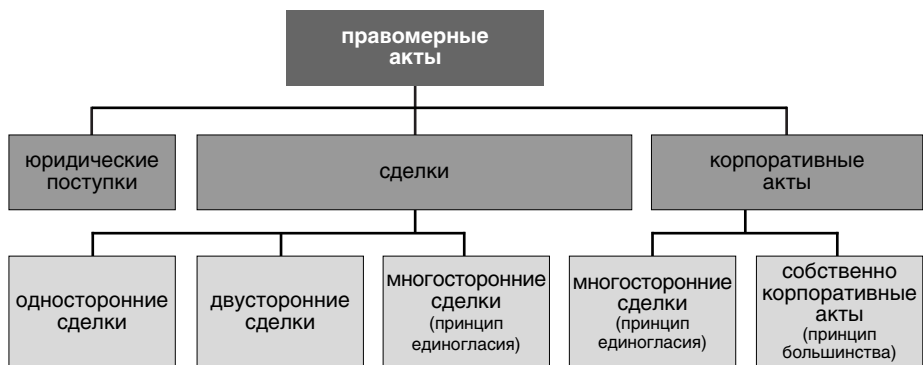 правомерные
акты
юридические
поступки
сделки
корпоративные
акты
односторонние
сделки
двусторонние
сделки
многосторонние
сделки
(принцип
единогласия)
многосторонние
сделки
(принцип
единогласия)
собственно
корпоративные
акты
(принцип
большинства)